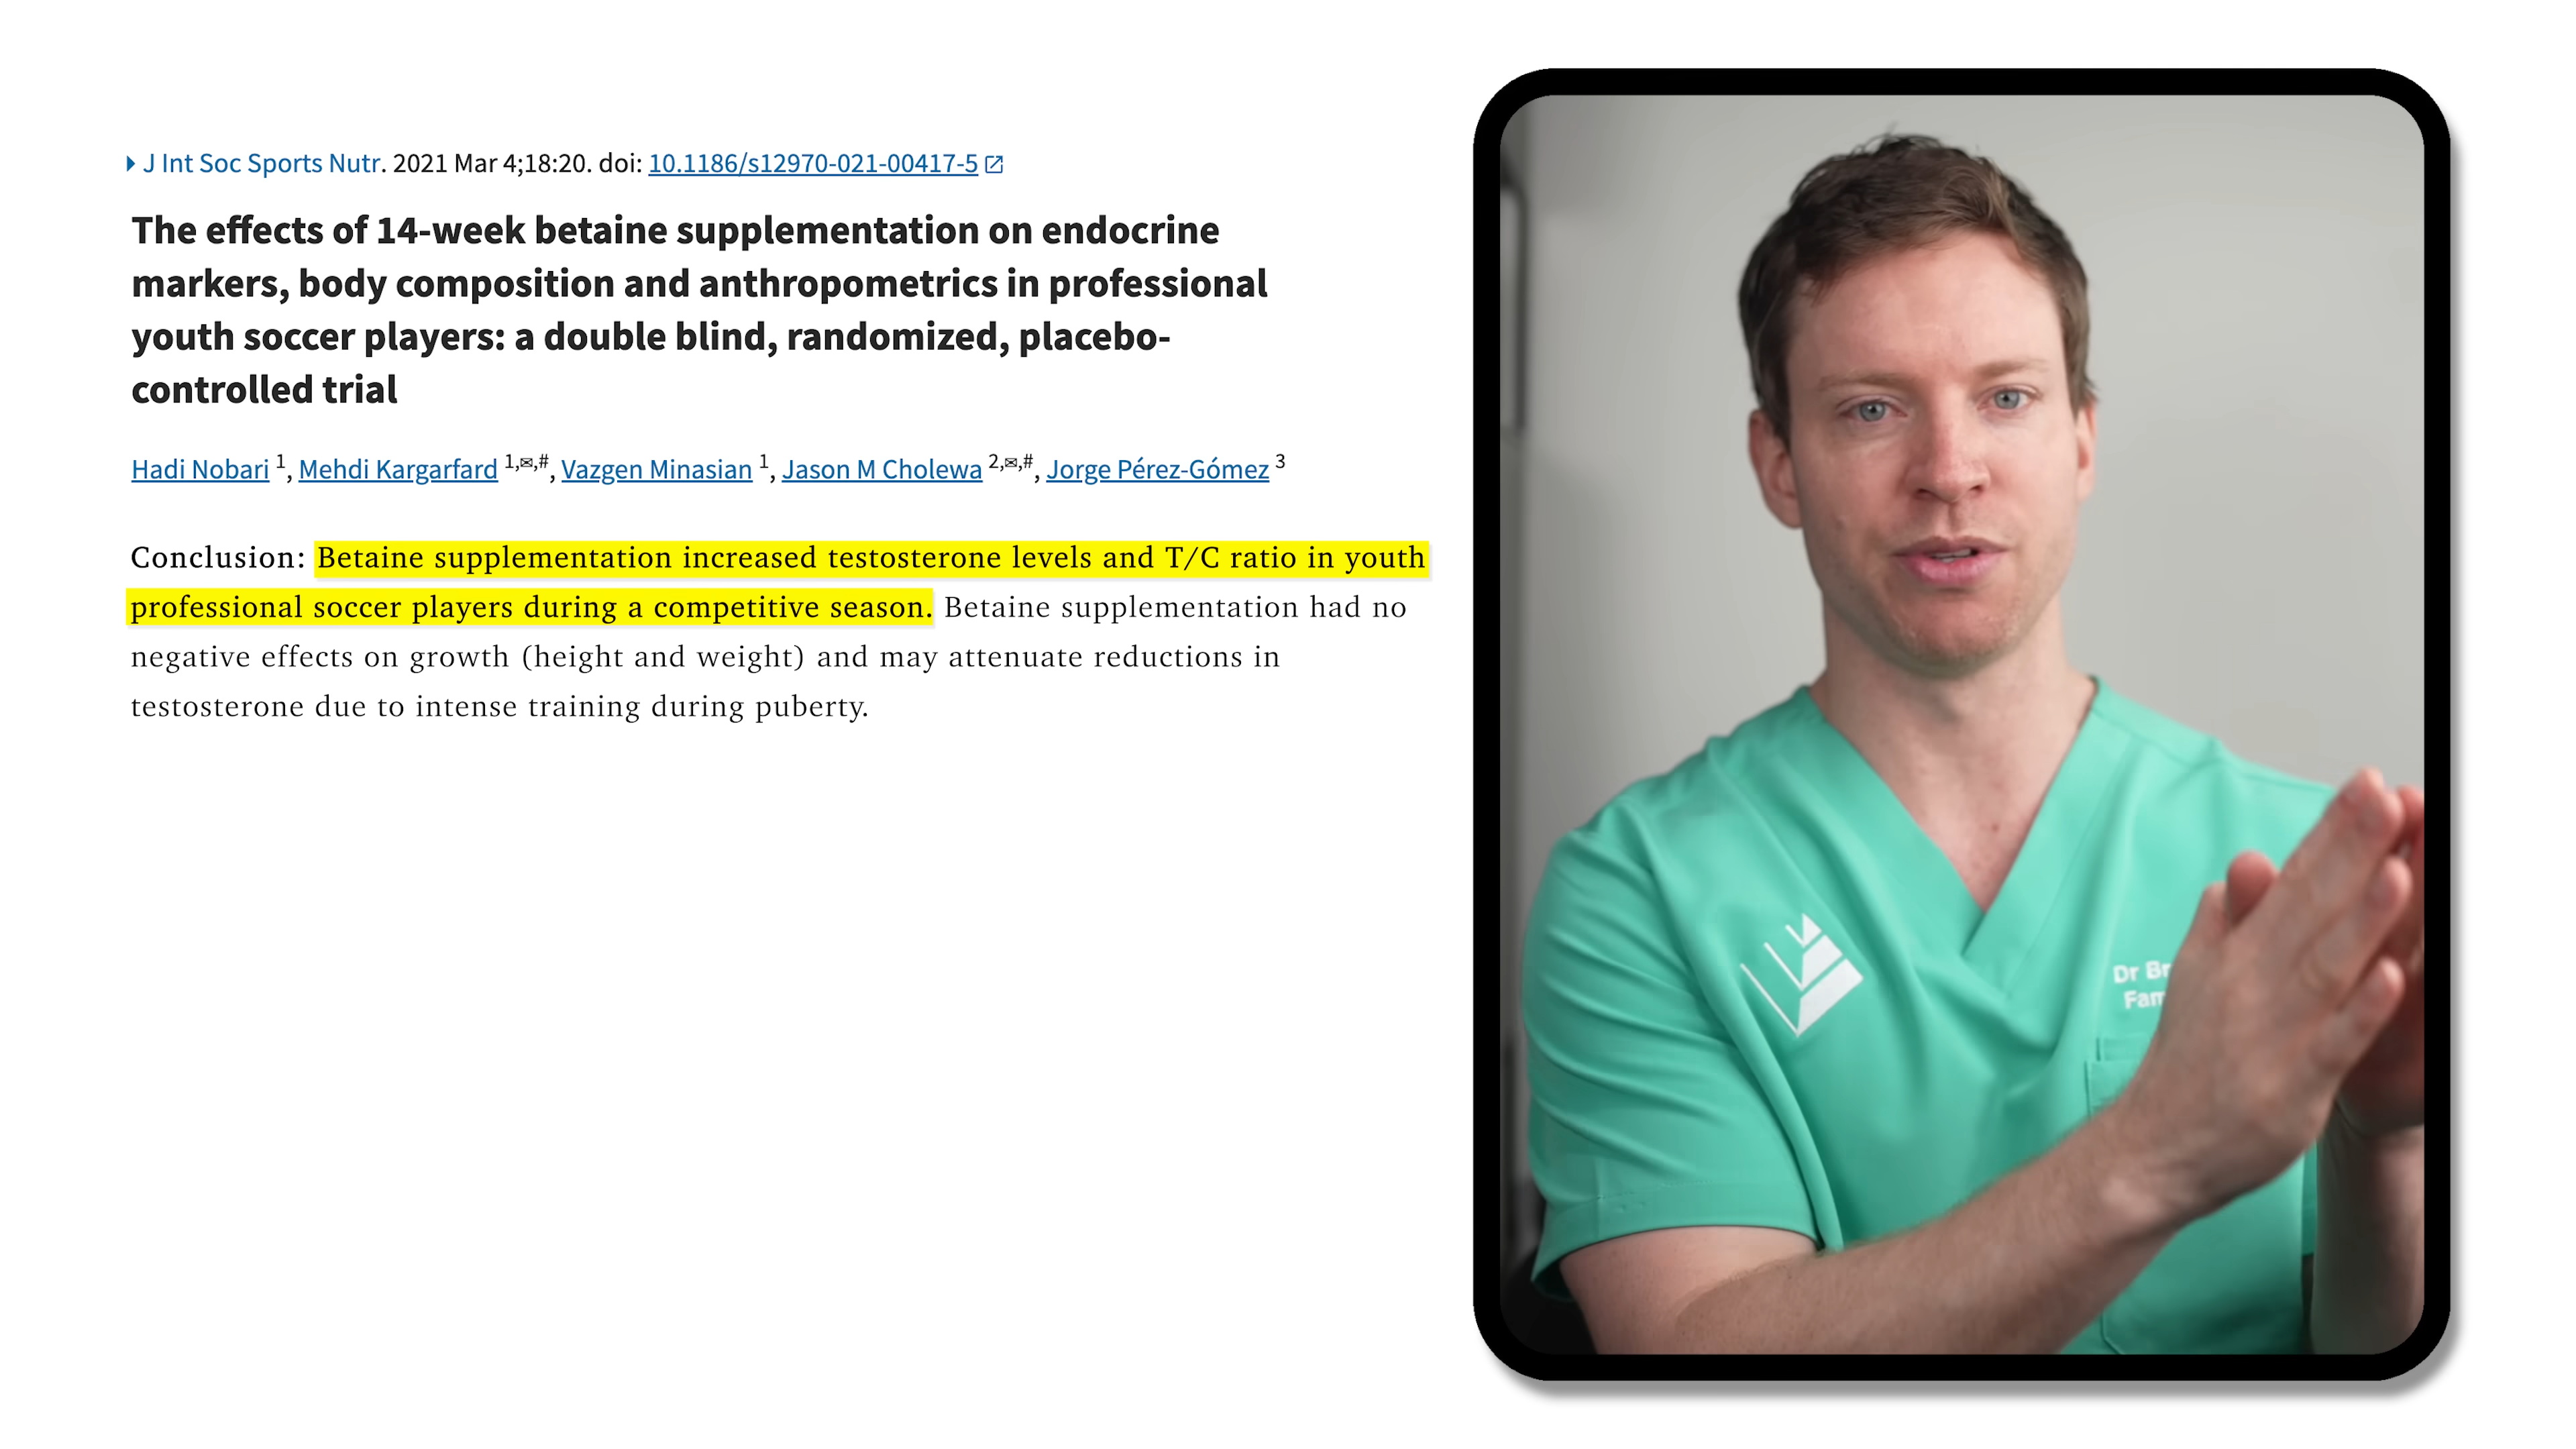 J Int Soc Sports Nutr. 2021 Mar 4;18:20. doi: 10.1186/s12970-021-00417-5
The effects of 14-week betaine supplementation on endocrine
markers, body composition and anthropometrics in professional
youth soccer players: a double blind, randomized, placebo-
controlled trial
Hadi Nobari 1, Mehdi Kargarfard 1,✉,#, Vazgen Minasian 1, Jason M Cholewa 2,✉,#, Jorge Pérez-Gómez 3
Conclusion: Betaine supplementation increased testosterone levels and T/C ratio in youth
professional soccer players during a competitive season. Betaine supplementation had no
negative effects on growth (height and weight) and may attenuate reductions in
testosterone due to intense training during puberty.
Dr